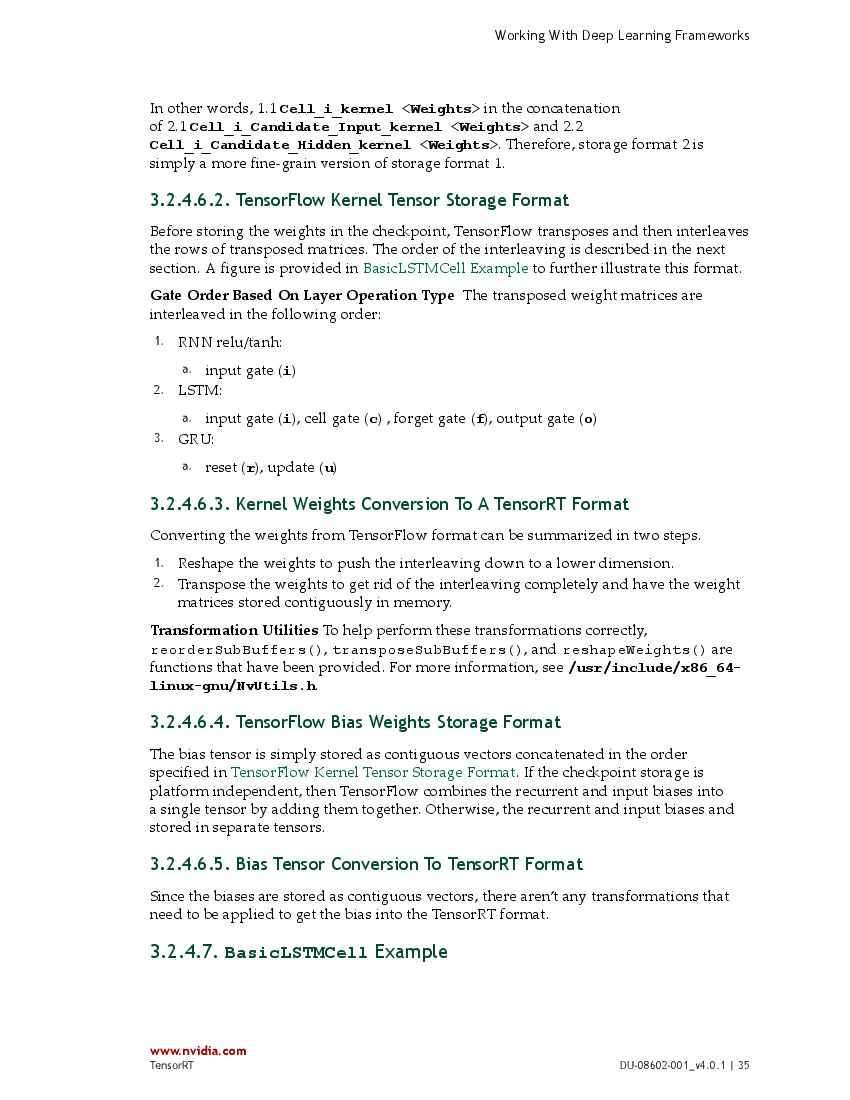 Working With Deep Learning Frameworks
In other words, 1.1 Cell_i_kernel <Weights> in the concatenation
of 2.1 Cell_i_Candidate_Input_kernel <Weights> and 2.2
Cell_i_Candidate_Hidden_kernel <Weights>. Therefore, storage format 2 is
simply a more fine-grain version of storage format 1.
3.2.4.6.2. TensorFlow Kernel Tensor Storage Format
Before storing the weights in the checkpoint, TensorFlow transposes and then interleaves
the rows of transposed matrices. The order of the interleaving is described in the next
section. A figure is provided in BasicLSTMCell Example to further illustrate this format.
Gate Order Based On Layer Operation Type The transposed weight matrices are
interleaved in the following order:
1. RNN relu/tanh:
a. input gate (i)
2. LSTM:
a. input gate (i), cell gate (c) , forget gate (f), output gate (o)
3. GRU:
a. reset (r), update (u)
3.2.4.6.3. Kernel Weights Conversion To A TensorRT Format
Converting the weights from TensorFlow format can be summarized in two steps.
1. Reshape the weights to push the interleaving down to a lower dimension.
2. Transpose the weights to get rid of the interleaving completely and have the weight
matrices stored contiguously in memory.
Transformation Utilities To help perform these transformations correctly,
reorderSubBuffers(), transposeSubBuffers(), and reshapeWeights() are
functions that have been provided. For more information, see /usr/include/x86_64-
linux-gnu/NvUtils.h.
3.2.4.6.4. TensorFlow Bias Weights Storage Format
The bias tensor is simply stored as contiguous vectors concatenated in the order
specified in TensorFlow Kernel Tensor Storage Format. If the checkpoint storage is
platform independent, then TensorFlow combines the recurrent and input biases into
a single tensor by adding them together. Otherwise, the recurrent and input biases and
stored in separate tensors.
3.2.4.6.5. Bias Tensor Conversion To TensorRT Format
Since the biases are stored as contiguous vectors, there aren't any transformations that
need to be applied to get the bias into the TensorRT format.
3.2.4.7. BasicLSTMCell Example
www.nvidia.com
TensorRT
DU-08602-001_v4.0.1 | 35